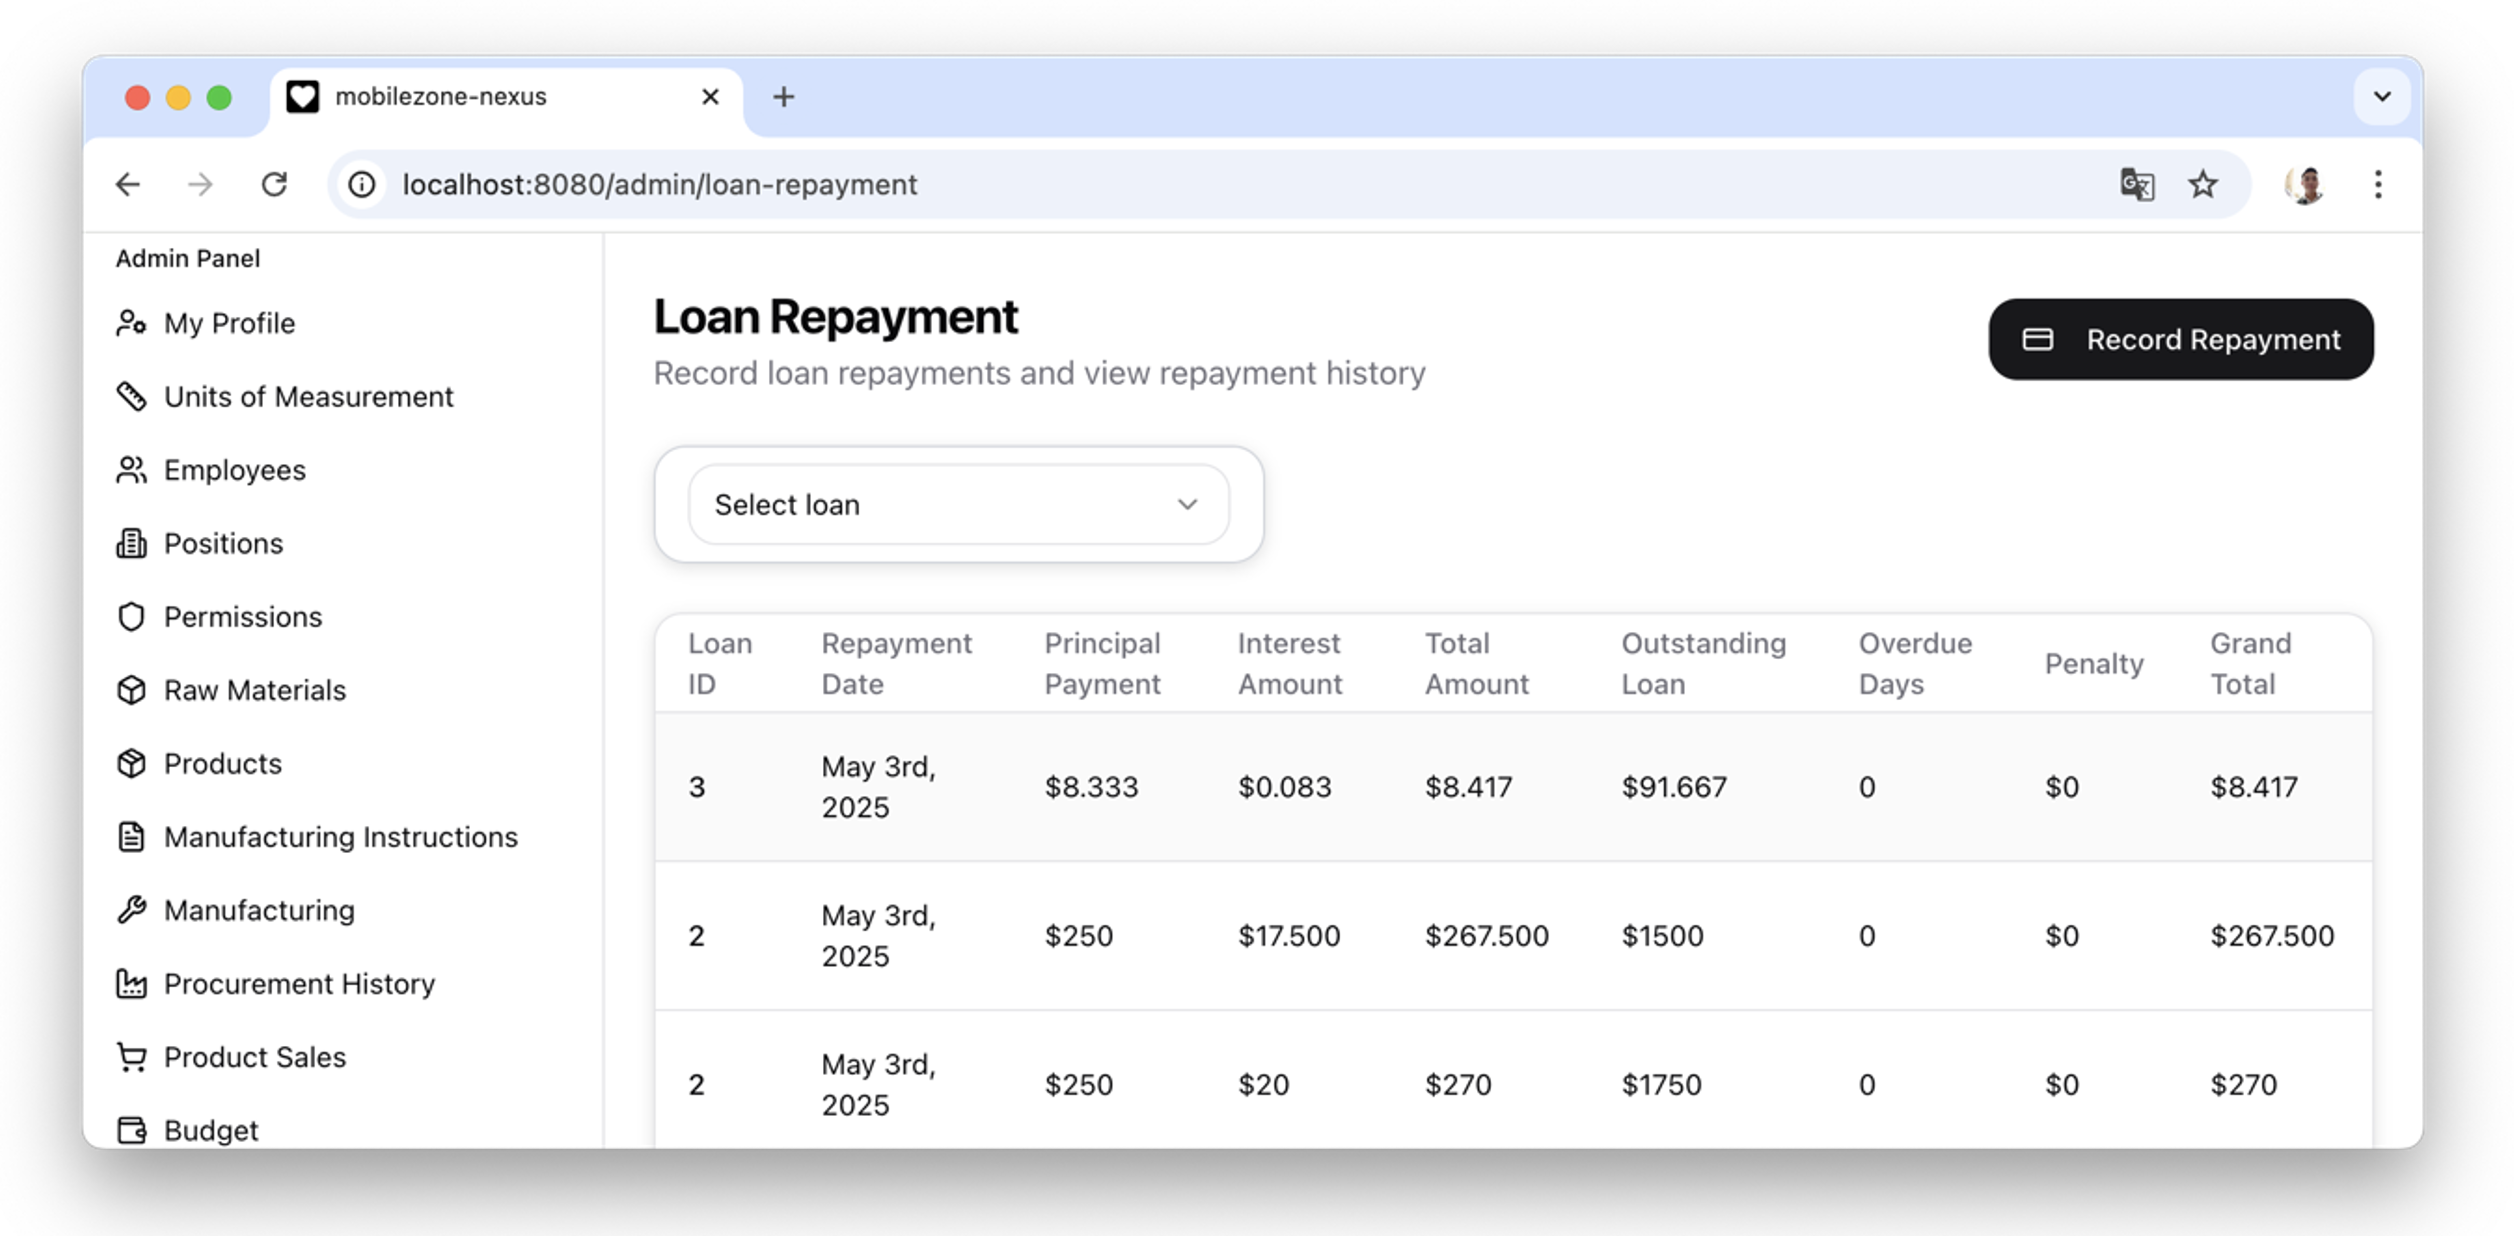 mobilezone-nexus
localhost:8080/admin/loan-repayment
Admin Panel
My Profile
Units of Measurement
Employees
Positions
Permissions
Raw Materials
Products
Manufacturing Instructions
Manufacturing
Procurement History
Product Sales
Budget
Loan Repayment
Record loan repayments and view repayment history
Record Repayment
Select loan
Loan ID Repayment Date Principal Payment Interest Amount Total Amount Outstanding Loan Overdue Days Penalty Grand Total
3 May 3rd, 2025 $8.333 $0.083 $8.417 $91.667 0 $0 $8.417
2 May 3rd, 2025 $250 $17.500 $267.500 $1500 0 $0 $267.500
2 May 3rd, 2025 $250 $20 $270 $1750 0 $0 $270